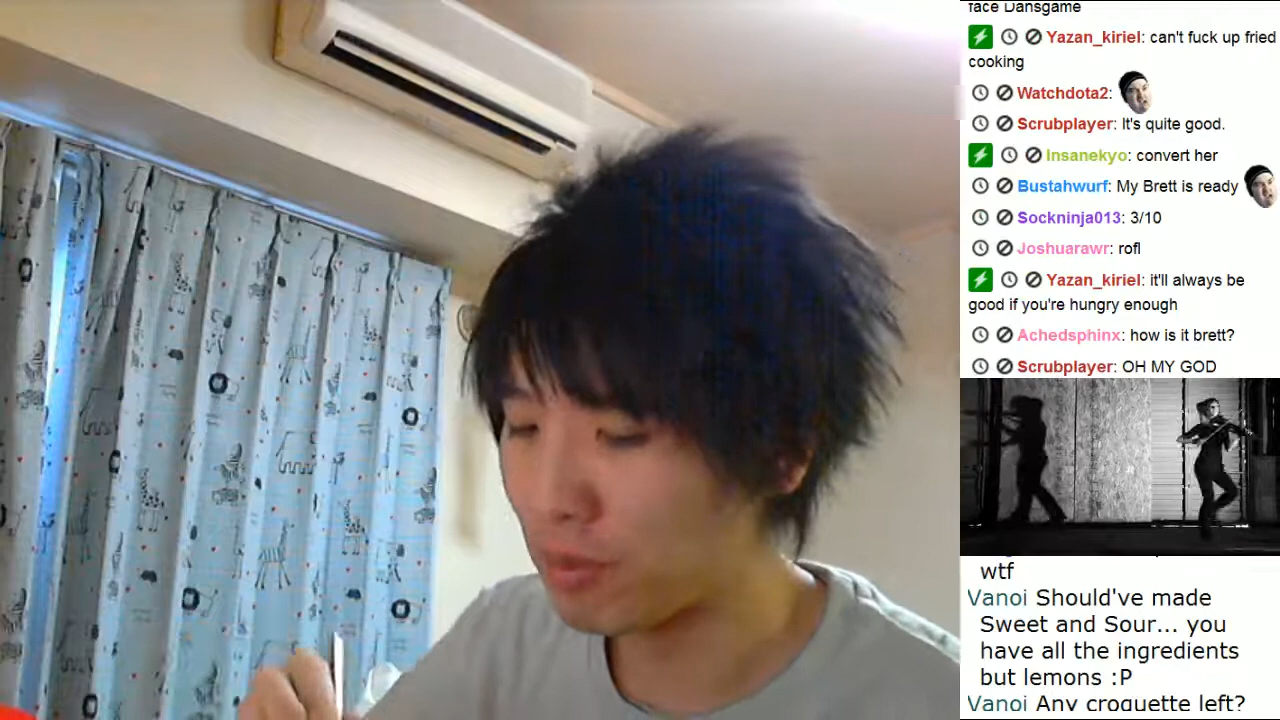 face Dansgame
Yazan_kiriel: can't fuck up fried
cooking
Watchdota2:
Scrubplayer: It's quite good.
Insanekyo: convert her
Bustahwurf: My Brett is ready
Sockninja013: 3/10
Joshuarawr: rofl
Yazan_kiriel: it'll always be
good if you're hungry enough
Achedsphinx: how is it brett?
Scrubplayer: OH MY GOD
wtf
Vanoi Should've made
Sweet and Sour... you
have all the ingredients
but lemons :P
Vanoi Any croquette left?